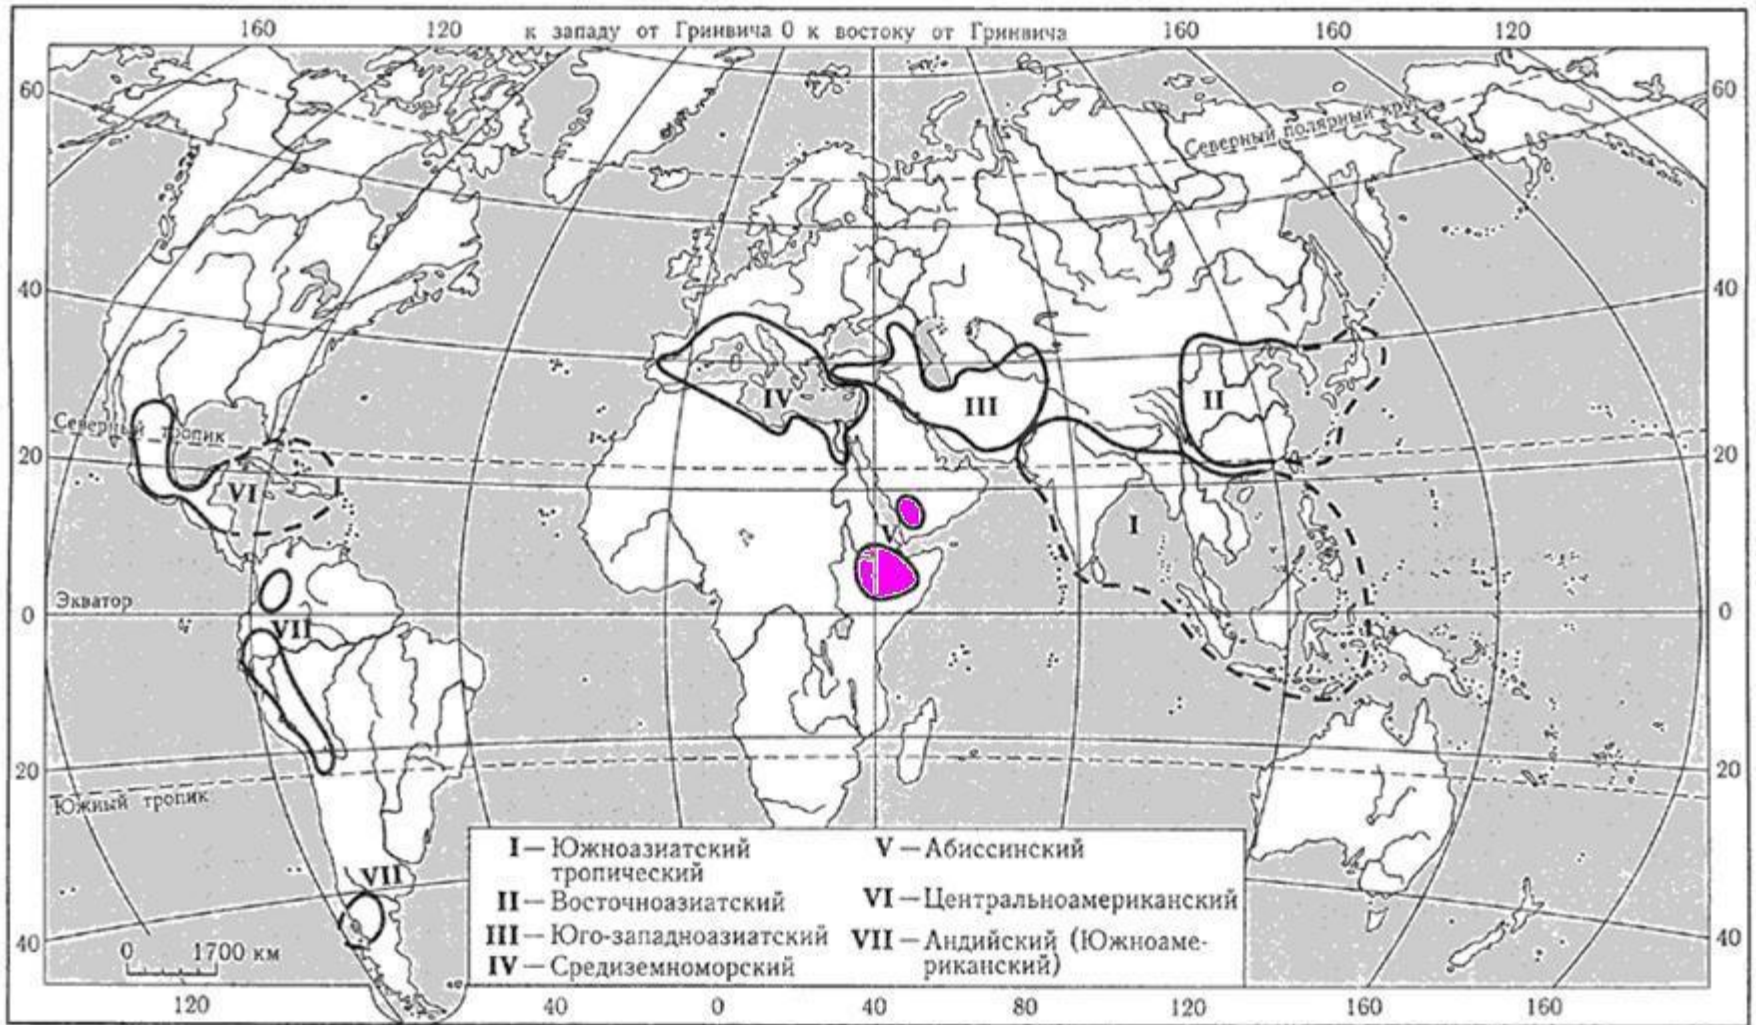 160 120 к западу от Гринвича 0 к востоку от Гринвича 160 160 120
60 60
Северный полярный круг
40 40
IV III II
Северный тропик
20 20
VI
V I
Экватор
0 0
VII
20 20
Южный тропик
VII
I — Южноазиатский
тропический
II — Восточноазиатский
III — Юго-западноазиатский
IV — Средиземноморский
V — Абиссинский
VI — Центральноамериканский
VII — Андийский (Южноаме-
риканский)
40 40
0 1700 км
120 40 0 40 80 120 160 160